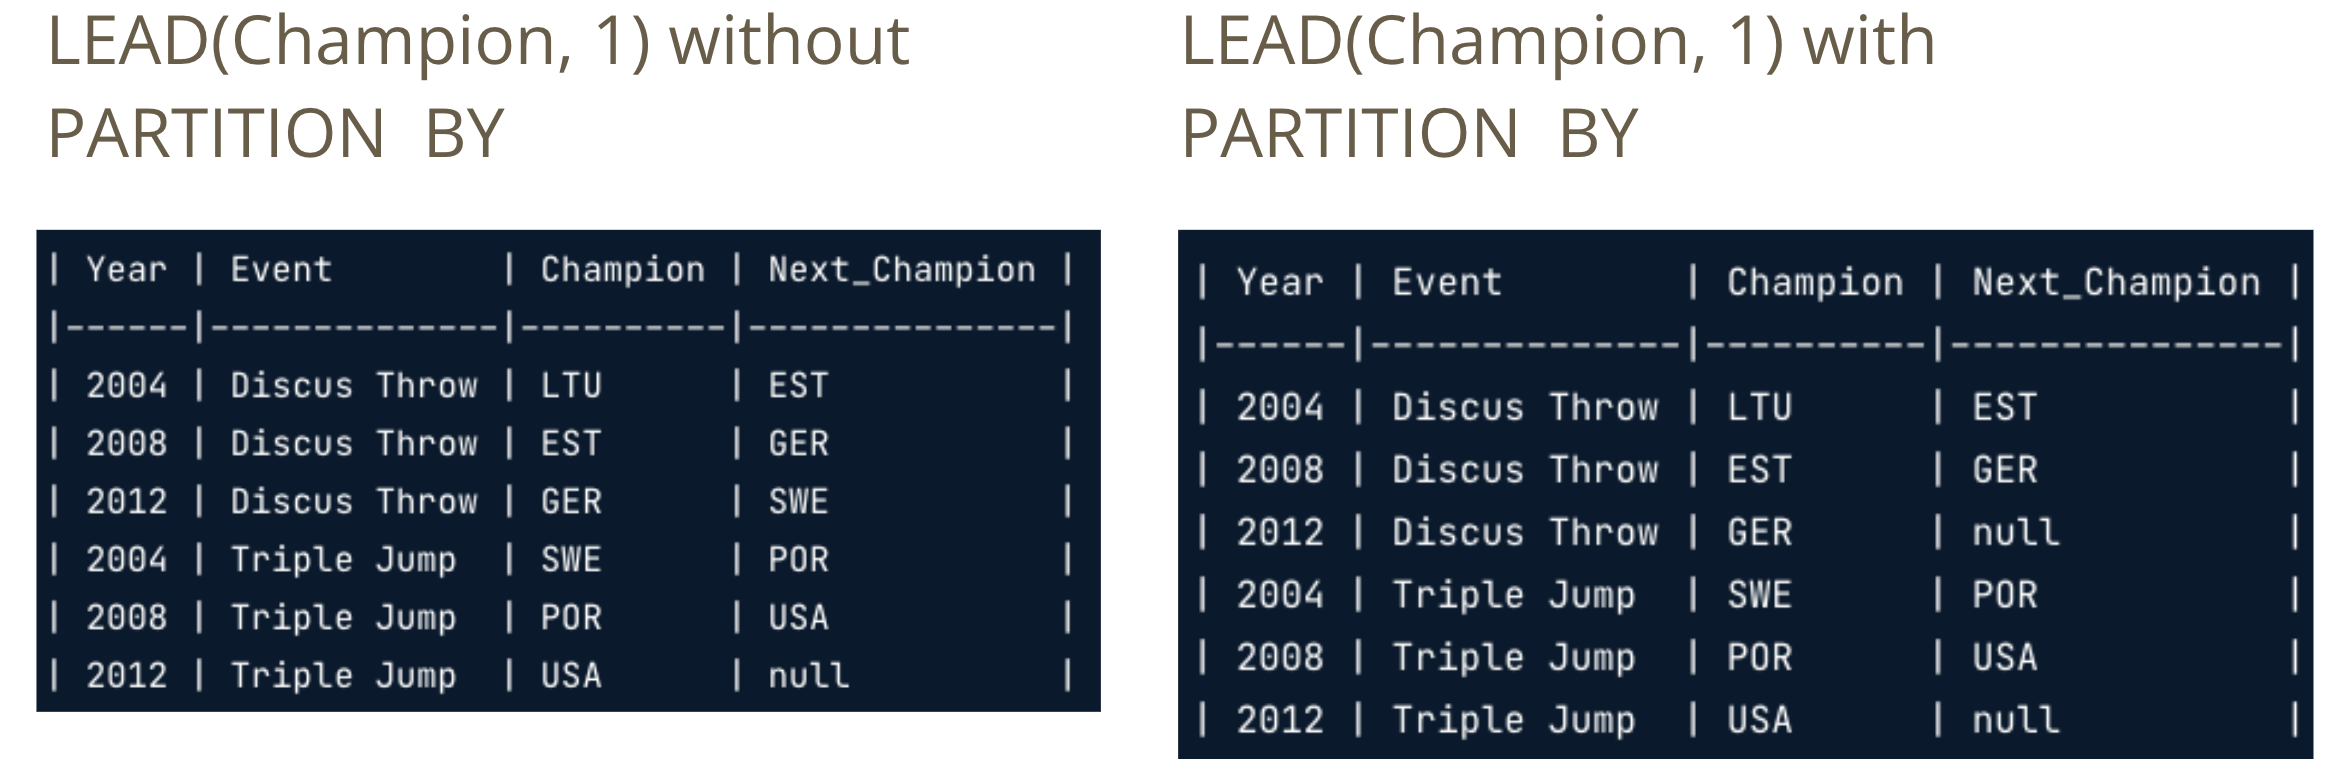 LEAD(Champion, 1) without
PARTITION BY
| Year | Event        | Champion | Next_Champion |
|------|--------------|----------|---------------|
| 2004 | Discus Throw | LTU      | EST           |
| 2008 | Discus Throw | EST      | GER           |
| 2012 | Discus Throw | GER      | SWE           |
| 2004 | Triple Jump  | SWE      | POR           |
| 2008 | Triple Jump  | POR      | USA           |
| 2012 | Triple Jump  | USA      | null          |
LEAD(Champion, 1) with
PARTITION BY
| Year | Event        | Champion | Next_Champion |
|------|--------------|----------|---------------|
| 2004 | Discus Throw | LTU      | EST           |
| 2008 | Discus Throw | EST      | GER           |
| 2012 | Discus Throw | GER      | null          |
| 2004 | Triple Jump  | SWE      | POR           |
| 2008 | Triple Jump  | POR      | USA           |
| 2012 | Triple Jump  | USA      | null          |